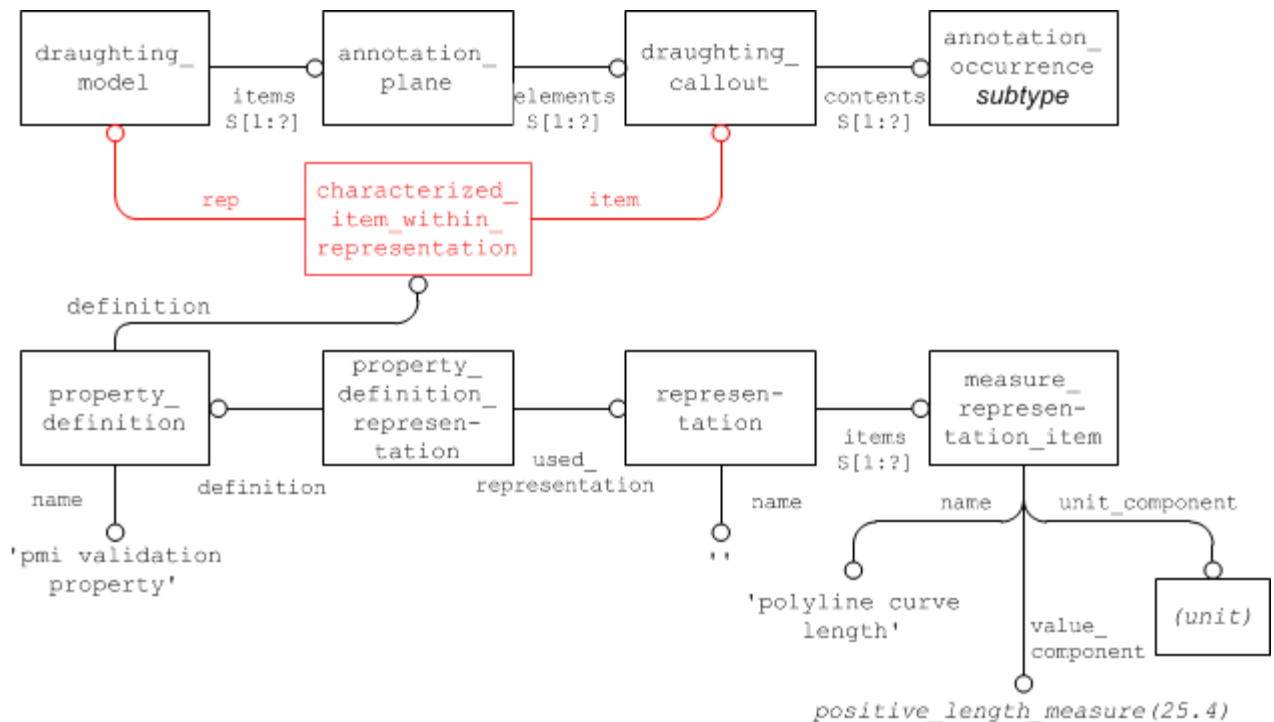 draughting_
model
annotation_
plane
draughting_
callout
annotation_
occurrence
subtype
items
S[1:?]
elements
S[1:?]
contents
S[1:?]
rep
characterized_
item_within_
representation
item
definition
property_
definition
property_
definition_
represen-
tation
represen-
tation
measure_
represen-
tation_item
name
definition
used_
representation
name
items
S[1:?]
name
unit_component
'pmi validation
property'
''
'polyline curve
length'
(unit)
value_
component
positive_length_measure(25.4)